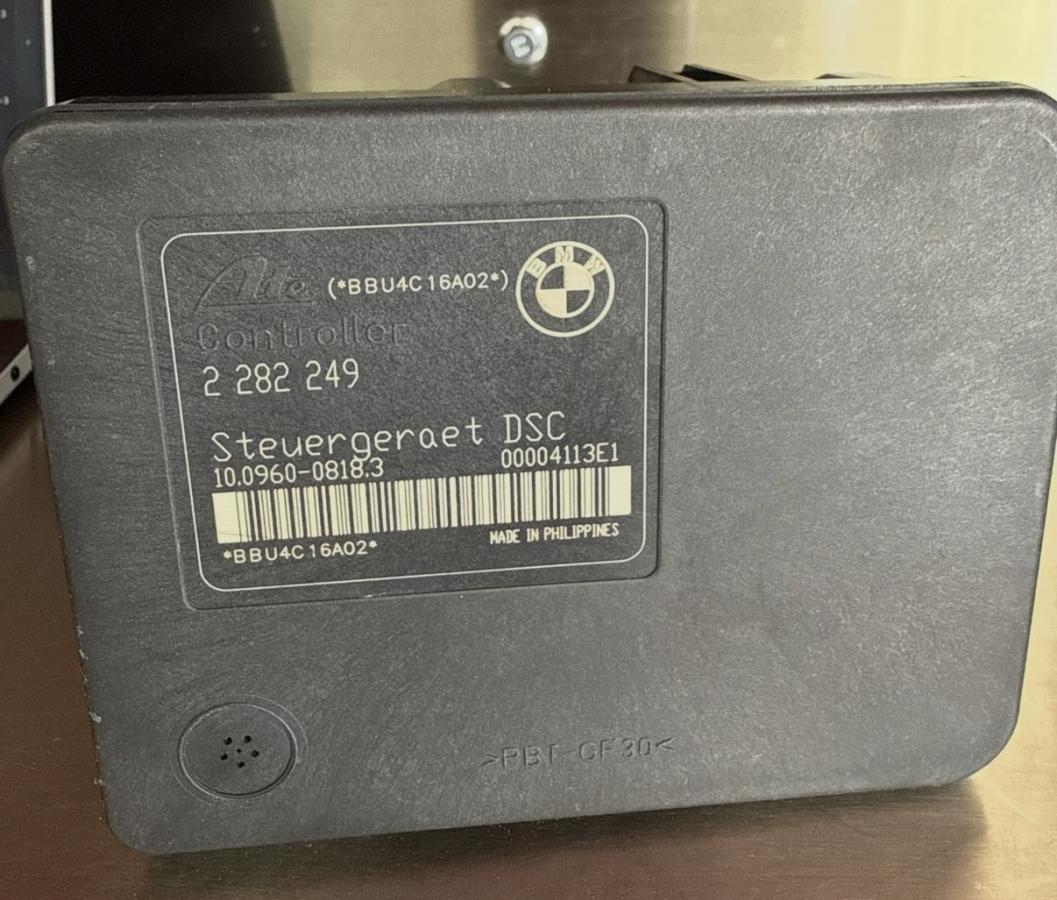 Ate (*BBU4C16A02*) BMW
Controller
2 282 249
Steuergeraet DSC
10.0960-0818.3 00004113E1
MADE IN PHILIPPINES
*BBU4C16A02*
>PBT-GF30<